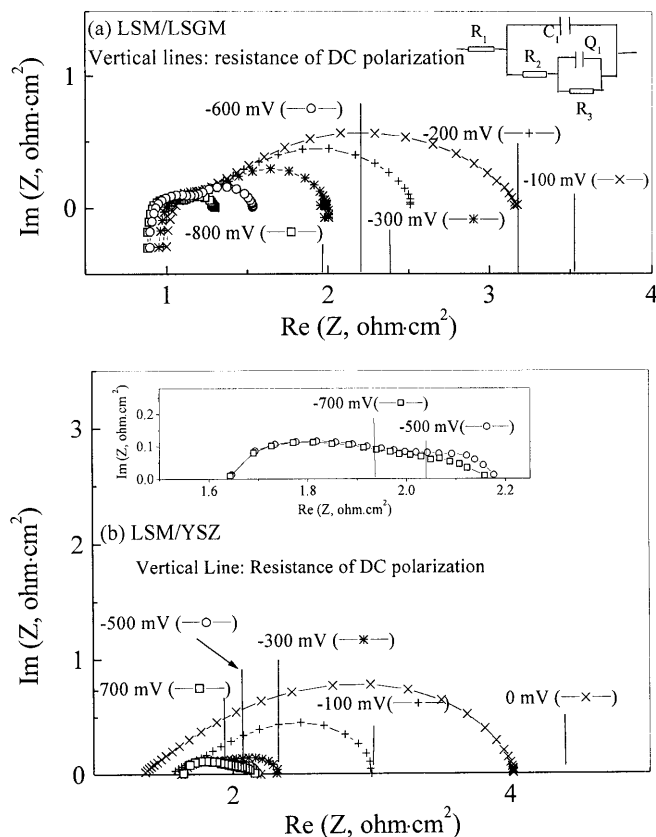 (a) LSM/LSGM
Vertical lines: resistance of DC polarization
R1
C1
R2
Q1
R3
-600 mV (—○—)
-200 mV (—+—)
-100 mV (—×—)
-300 mV (—✳—)
-800 mV (—□—)
Im (Z, ohm·cm²)
1
0
1
2
3
4
Re (Z, ohm·cm²)
-700 mV(—□—)
-500 mV(—○—)
Im (Z, ohm.cm²)
0.2
0.1
0.0
1.6
1.8
2.0
2.2
Re (Z, ohm.cm²)
(b) LSM/YSZ
Vertical Line: Resistance of DC polarization
-500 mV (—○—)
-300 mV (—✳—)
-700 mV (—□—)
-100 mV(—+—)
0 mV (—×—)
Im (Z, ohm·cm²)
3
2
1
0
2
4
Re (Z, ohm·cm²)